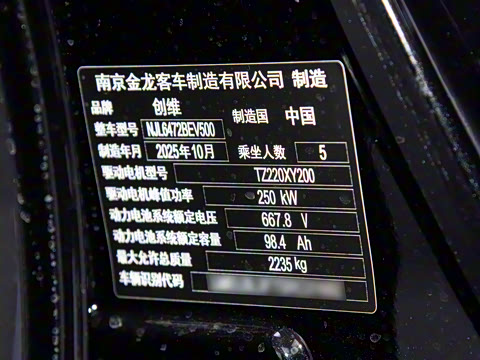 南京金龙客车制造有限公司 制造
品牌 创维 制造国 中国
整车型号 NJL6472BEV500
制造年月 2025年10月 乘坐人数 5
驱动电机型号 TZ220XY200
驱动电机峰值功率 250 kW
动力电池系统额定电压 667.8 V
动力电池系统额定容量 98.4 Ah
最大允许总质量 2235 kg
车辆识别代码